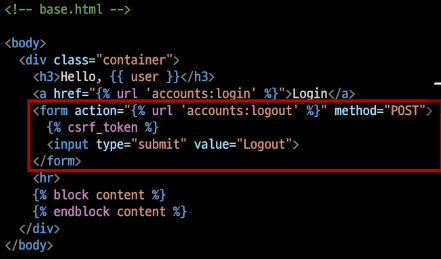 <!-- base.html -->
<body>
<div class="container">
<h3>Hello, {{ user }}</h3>
<a href="{% url 'accounts:login' %}">Login</a>
<form action="{% url 'accounts:logout' %}" method="POST">
{% csrf_token %}
<input type="submit" value="Logout">
</form>
<hr>
{% block content %}
{% endblock content %}
</div>
</body>